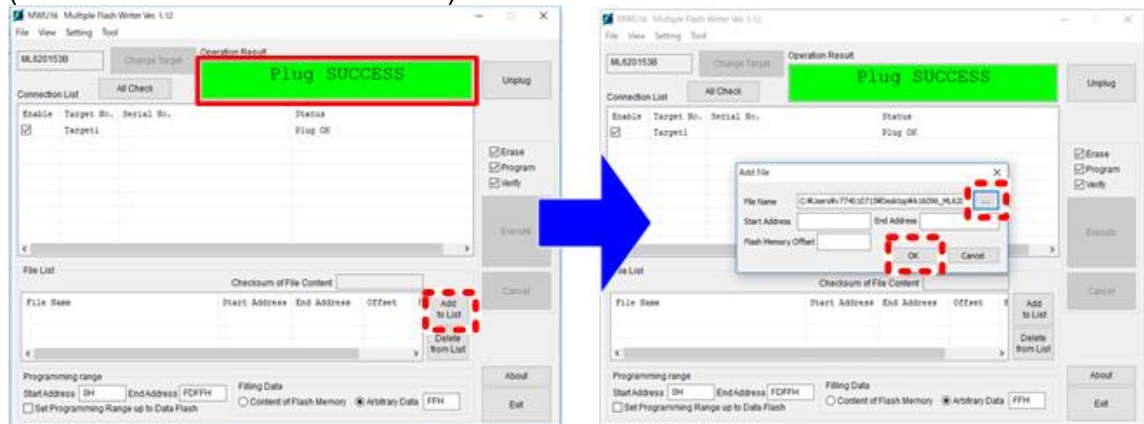 MWU16 Multiple Flash Writer Ver. 1.12
File View Setting Tool
ML620153B
Change Target
Operation Result
Plug SUCCESS
Unplug
Connection List
All Check
Enable Target No. Serial No. Status
Target1 Plug OK
Erase
Program
Verify
Execute
File List
Checksum of File Content
Cancel
File Name Start Address End Address Offset
Add
to List
Delete
from List
Programming range
Start Address 0H End Address FDFFH
Set Programming Range up to Data Flash
Filling Data
Content of Flash Memory Arbitrary Data FFH
About
Exit
MWU16 Multiple Flash Writer Ver. 1.12
File View Setting Tool
ML620153B
Change Target
Operation Result
Plug SUCCESS
Unplug
Connection List
All Check
Enable Target No. Serial No. Status
Target1 Plug OK
Erase
Program
Verify
Add File
File Name ...
Start Address End Address
Flash Memory Offset
OK Cancel
Execute
File List
Checksum of File Content
Cancel
File Name Start Address End Address Offset
Add
to List
Delete
from List
Programming range
Start Address 0H End Address FDFFH
Set Programming Range up to Data Flash
Filling Data
Content of Flash Memory Arbitrary Data FFH
About
Exit